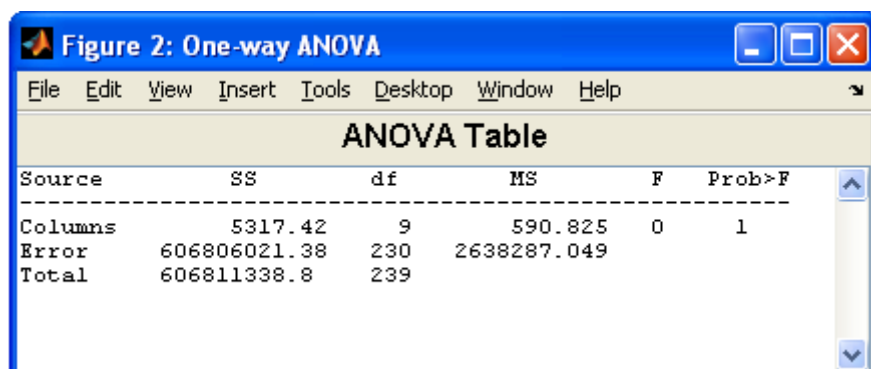 Figure 2: One-way ANOVA
File Edit View Insert Tools Desktop Window Help
ANOVA Table
Source SS df MS F Prob>F
Columns 5317.42 9 590.825 0 1
Error 606806021.38 230 2638287.049
Total 606811338.8 239